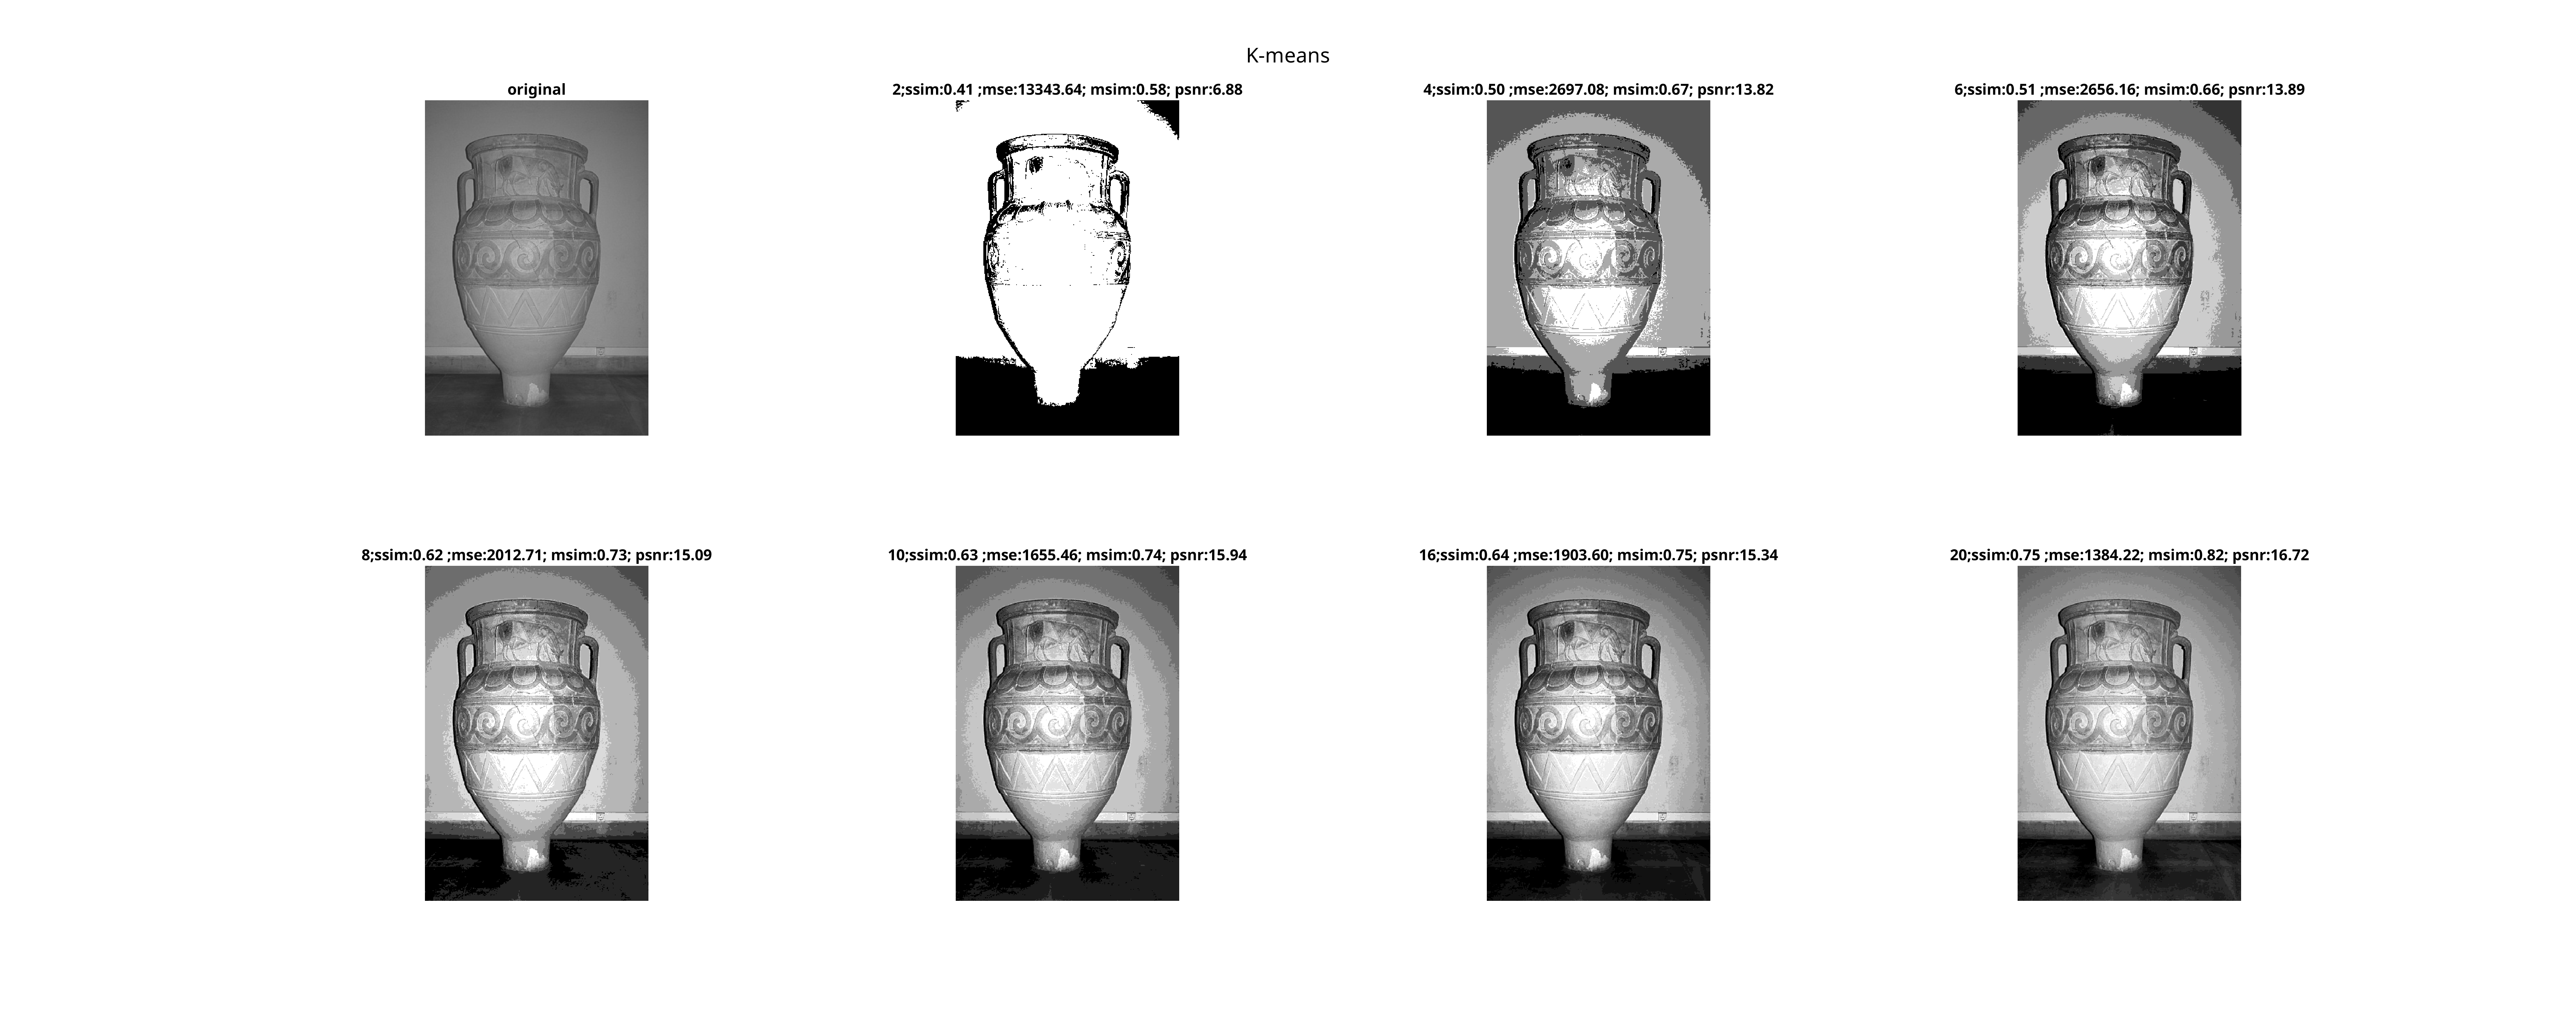 K-means
original
2;ssim:0.41 ;mse:13343.64; msim:0.58; psnr:6.88
4;ssim:0.50 ;mse:2697.08; msim:0.67; psnr:13.82
6;ssim:0.51 ;mse:2656.16; msim:0.66; psnr:13.89
8;ssim:0.62 ;mse:2012.71; msim:0.73; psnr:15.09
10;ssim:0.63 ;mse:1655.46; msim:0.74; psnr:15.94
16;ssim:0.64 ;mse:1903.60; msim:0.75; psnr:15.34
20;ssim:0.75 ;mse:1384.22; msim:0.82; psnr:16.72